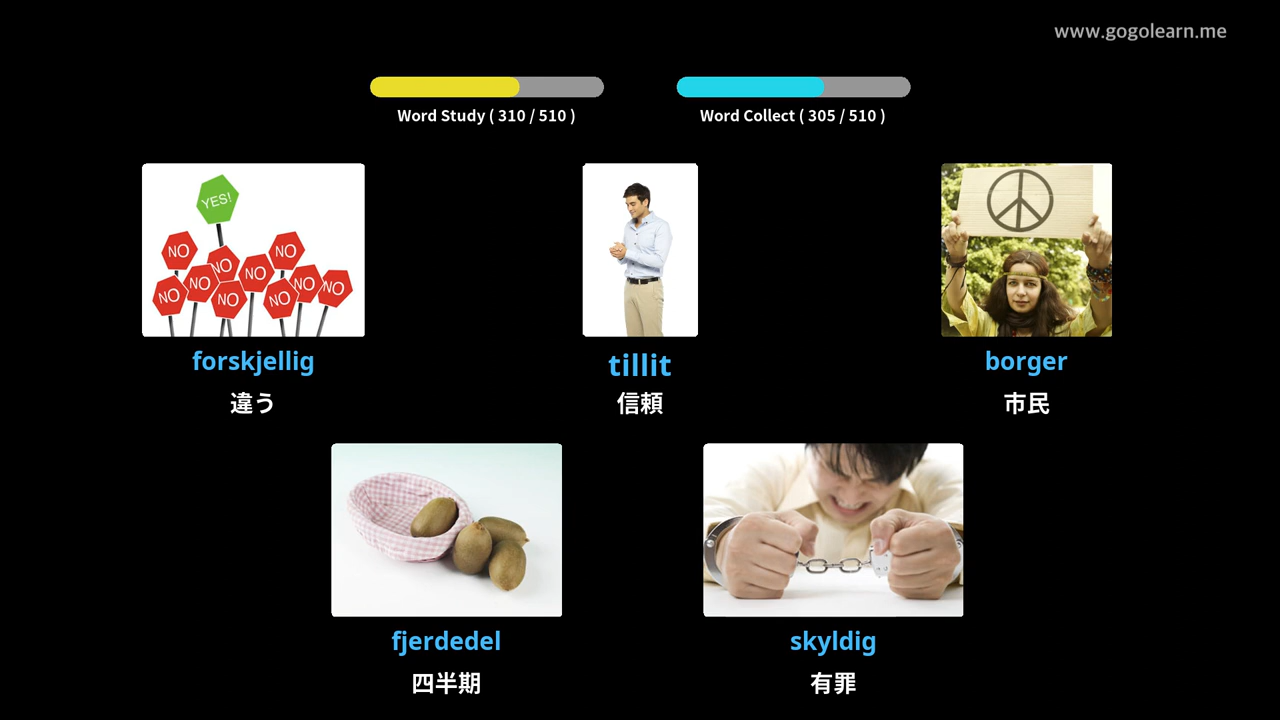 www.gogolearn.me
Word Study ( 310 / 510 )
Word Collect ( 305 / 510 )
YES!
NO
NO
NO
NO
NO
NO
NO
NO
NO
NO
forskjellig
違う
tillit
信頼
borger
市民
fjerdedel
四半期
skyldig
有罪